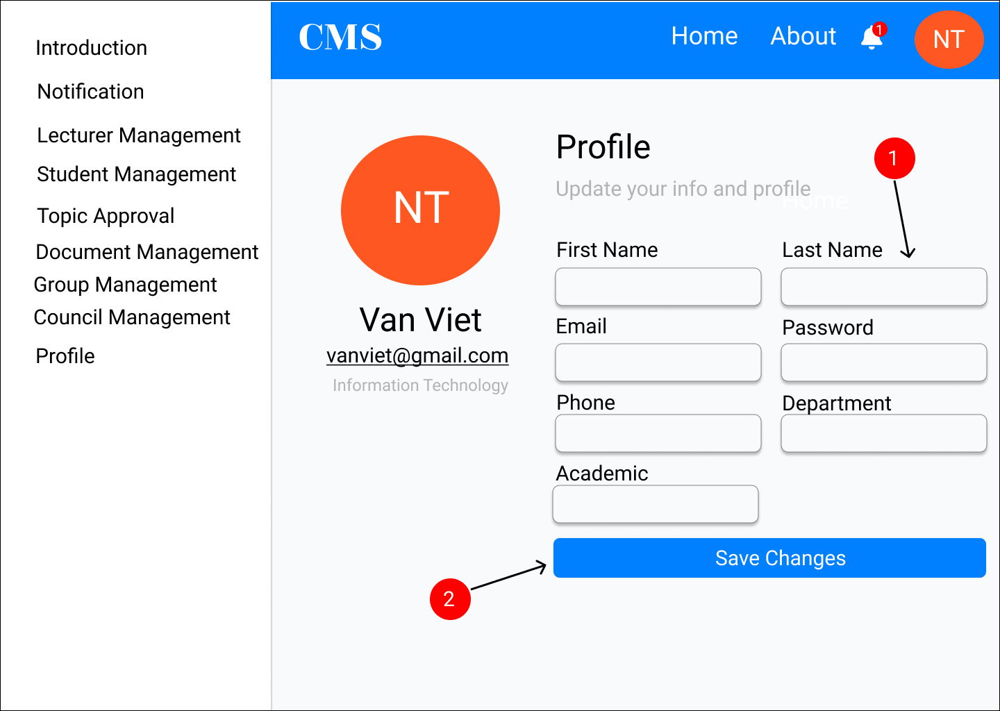 Introduction
Notification
Lecturer Management
Student Management
Topic Approval
Document Management
Group Management
Council Management
Profile
CMS
Home
About
1
NT
NT
Van Viet
vanviet@gmail.com
Information Technology
Profile
Update your info and profile
Home
1
First Name
Last Name
Email
Password
Phone
Department
Academic
Save Changes
2